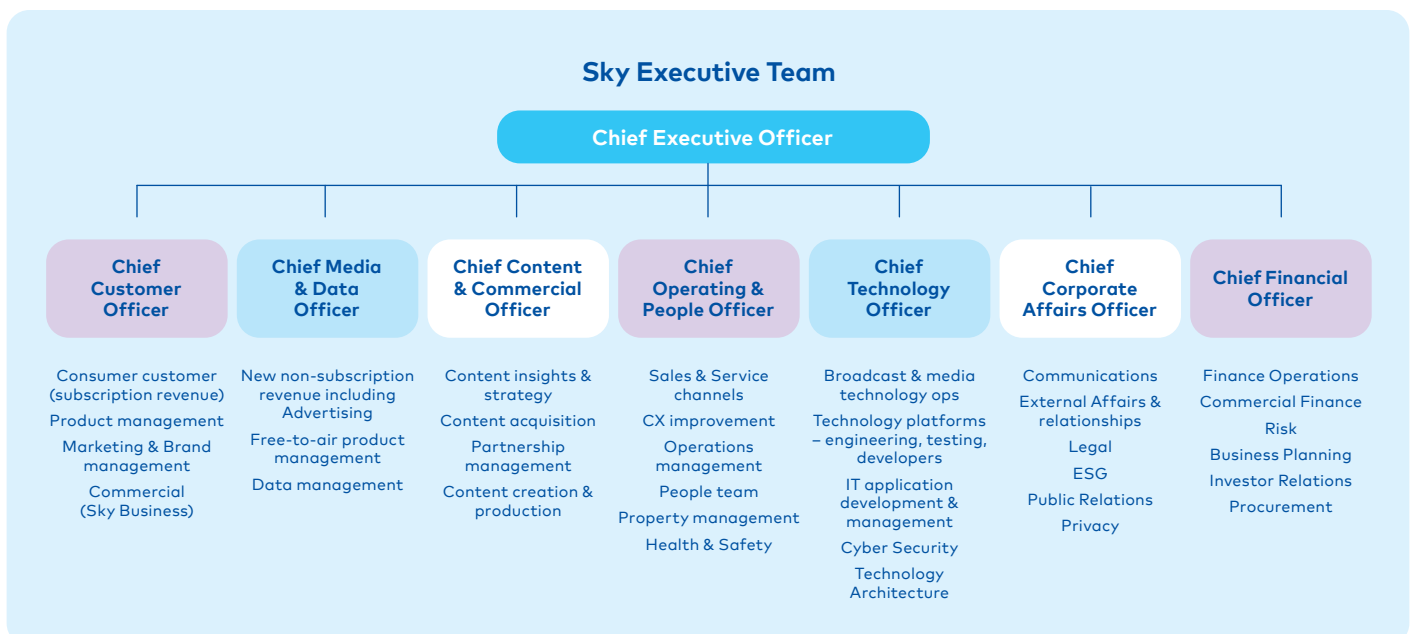 Sky Executive Team
Chief Executive Officer
Chief
Customer
Officer
Consumer customer
(subscription revenue)
Product management
Marketing & Brand
management
Commercial
(Sky Business)
Chief Media
& Data
Officer
New non-subscription
revenue including
Advertising
Free-to-air product
management
Data management
Chief Content
& Commercial
Officer
Content insights &
strategy
Content acquisition
Partnership
management
Content creation &
production
Chief
Operating &
People Officer
Sales & Service
channels
CX improvement
Operations
management
People team
Property management
Health & Safety
Chief
Technology
Officer
Broadcast & media
technology ops
Technology platforms
– engineering, testing,
developers
IT application
development &
management
Cyber Security
Technology
Architecture
Chief
Corporate
Affairs Officer
Communications
External Affairs &
relationships
Legal
ESG
Public Relations
Privacy
Chief Financial
Officer
Finance Operations
Commercial Finance
Risk
Business Planning
Investor Relations
Procurement